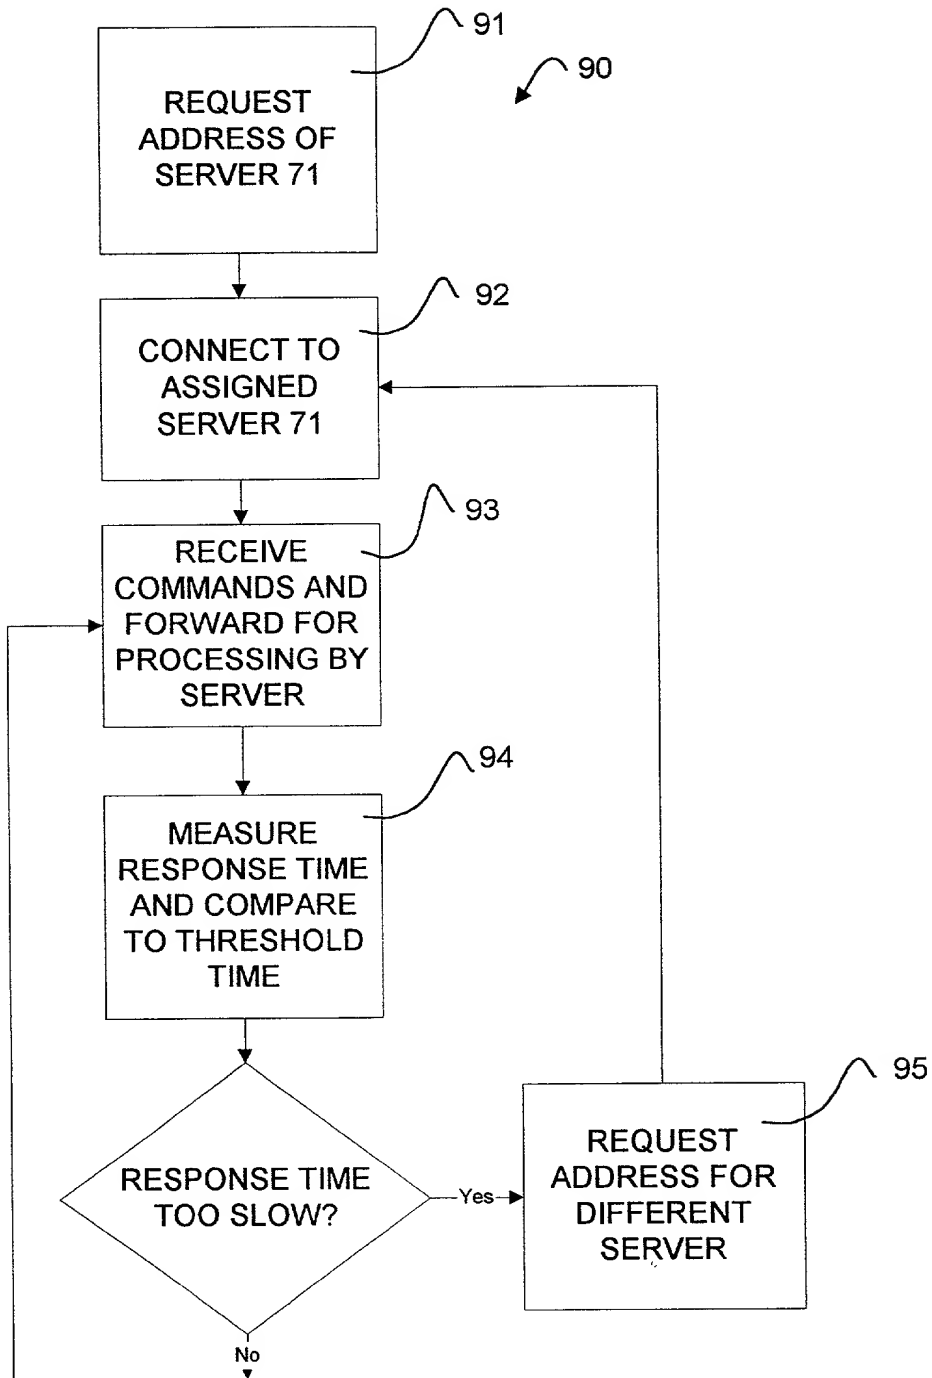 91
90
REQUEST
ADDRESS OF
SERVER 71
92
CONNECT TO
ASSIGNED
SERVER 71
93
RECEIVE
COMMANDS AND
FORWARD FOR
PROCESSING BY
SERVER
94
MEASURE
RESPONSE TIME
AND COMPARE
TO THRESHOLD
TIME
95
RESPONSE TIME
TOO SLOW?
Yes
REQUEST
ADDRESS FOR
DIFFERENT
SERVER
No